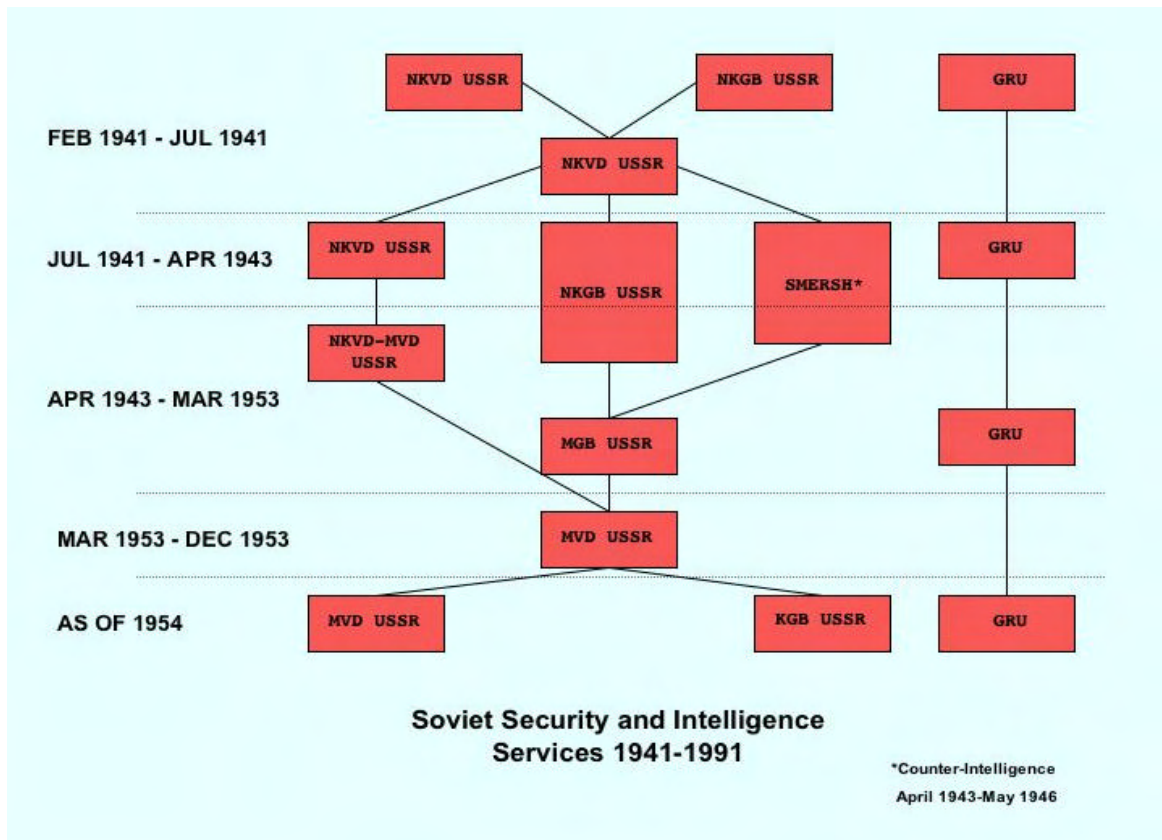 NKVD USSR
NKGB USSR
GRU
FEB 1941 - JUL 1941
NKVD USSR
JUL 1941 - APR 1943
NKVD USSR
NKGB USSR
SMERSH*
GRU
NKVD-MVD
USSR
APR 1943 - MAR 1953
MGB USSR
GRU
MAR 1953 - DEC 1953
MVD USSR
AS OF 1954
MVD USSR
KGB USSR
GRU
Soviet Security and Intelligence
Services 1941-1991
*Counter-Intelligence
April 1943-May 1946